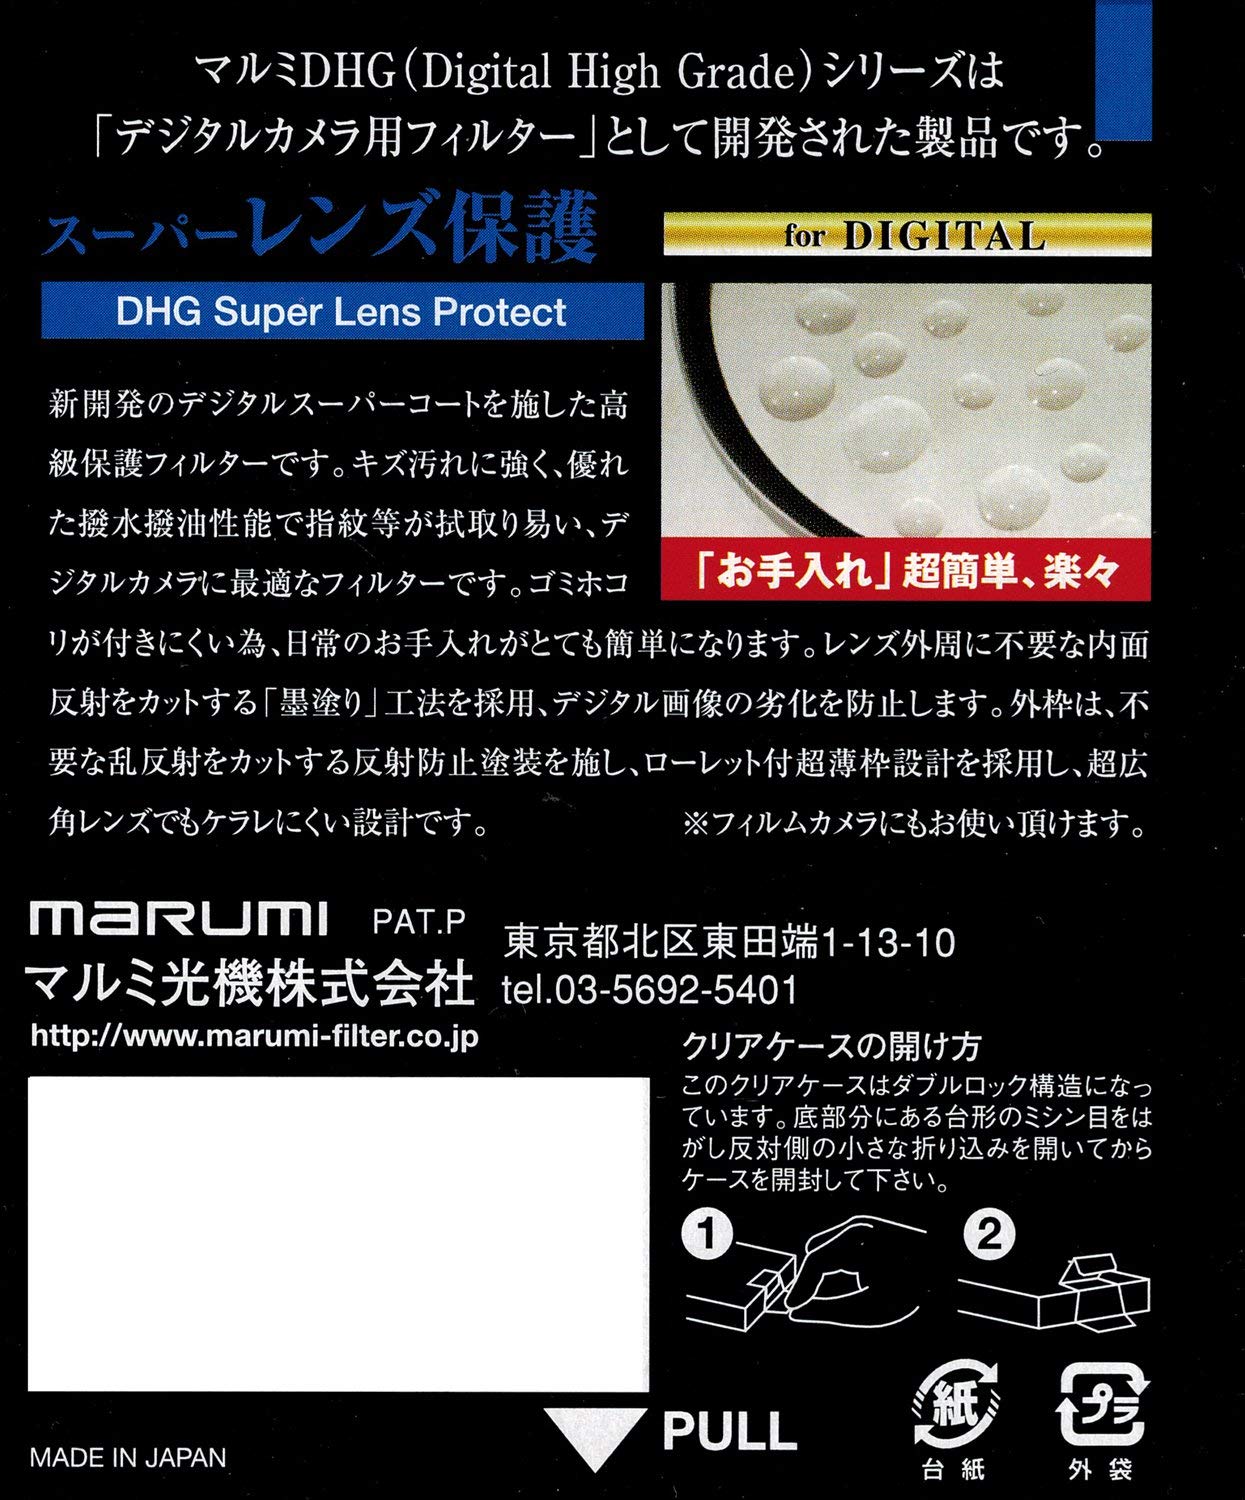 マルミDHG(Digital High Grade)シリーズは
「デジタルカメラ用フィルター」として開発された製品です。
スーパーレンズ保護
for DIGITAL
DHG Super Lens Protect
新開発のデジタルスーパーコートを施した高
級保護フィルターです。キズ汚れに強く、優れ
た撥水撥油性能で指紋等が拭取り易い、デ
ジタルカメラに最適なフィルターです。ゴミホコ
リが付きにくい為、日常のお手入れがとても簡単になります。レンズ外周に不要な内面
反射をカットする「墨塗り」工法を採用、デジタル画像の劣化を防止します。外枠は、不
要な乱反射をカットする反射防止塗装を施し、ローレット付超薄枠設計を採用し、超広
角レンズでもケラレにくい設計です。 ※フィルムカメラにもお使い頂けます。
「お手入れ」超簡単、楽々
marumi PAT.P
マルミ光機株式会社
http://www.marumi-filter.co.jp
東京都北区東田端1-13-10
tel.03-5692-5401
クリアケースの開け方
このクリアケースはダブルロック構造になっ
ています。底部分にある台形のミシン目をは
がし反対側の小さな折り込みを開いてから
ケースを開封して下さい。
1
2
PULL
紙
台紙
プラ
外袋
MADE IN JAPAN